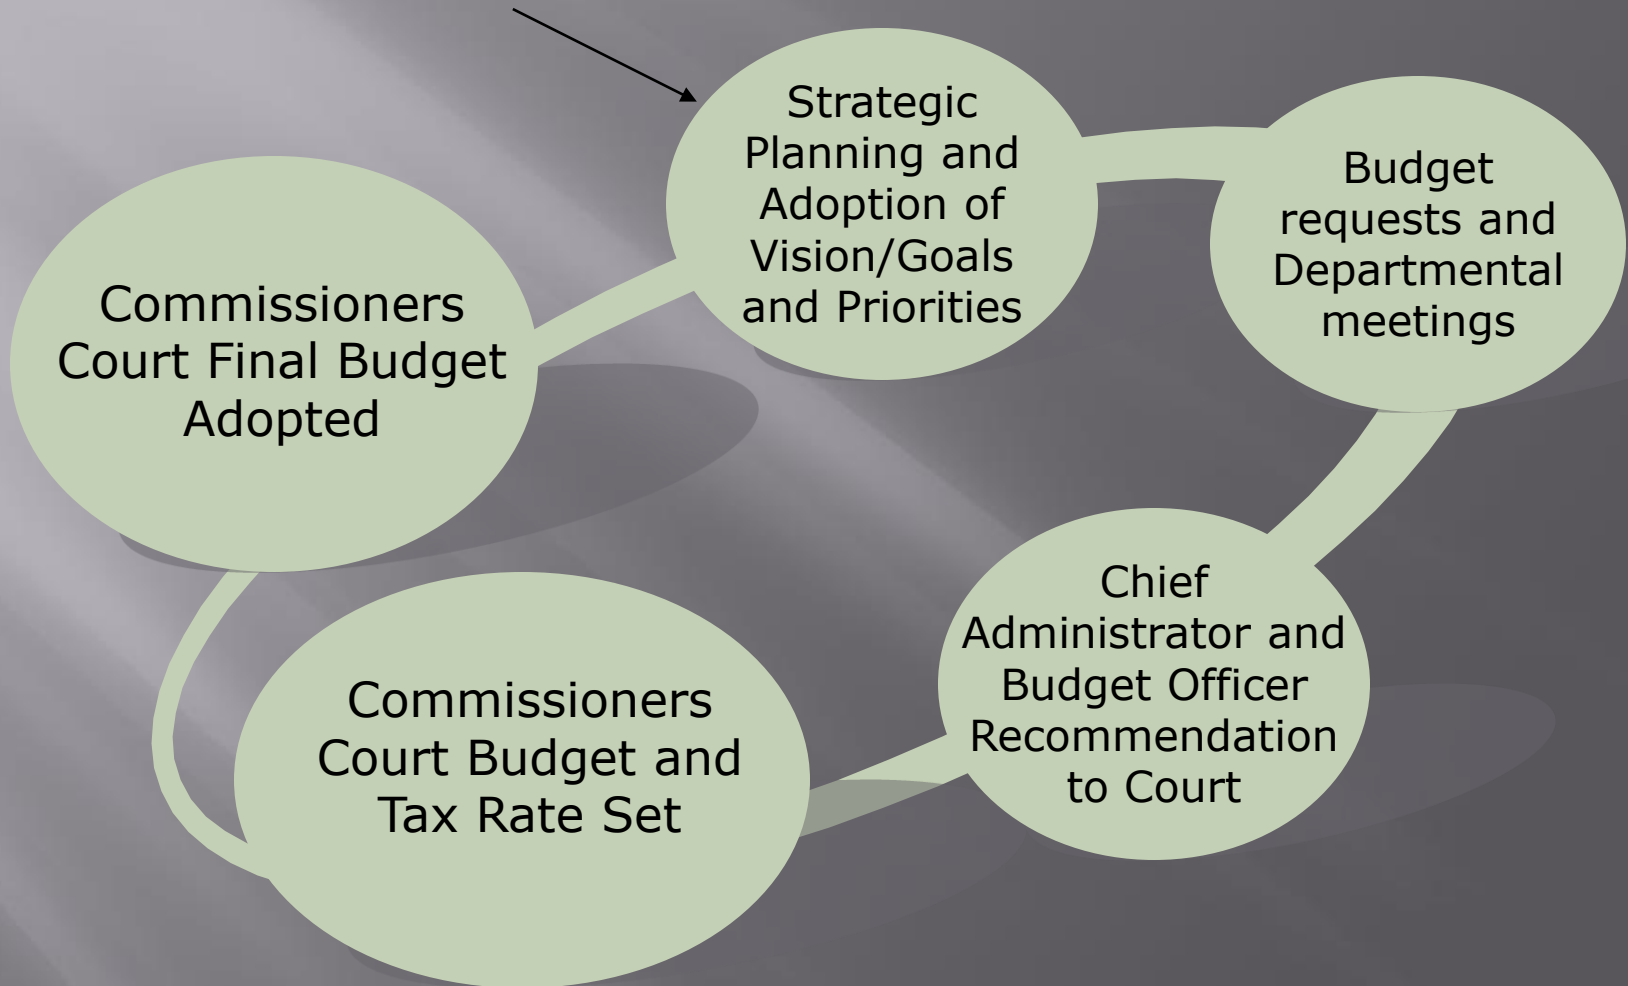 Strategic
Planning and
Adoption of
Vision/Goals
and Priorities
Budget
requests and
Departmental
meetings
Chief
Administrator and
Budget Officer
Recommendation
to Court
Commissioners
Court Budget and
Tax Rate Set
Commissioners
Court Final Budget
Adopted